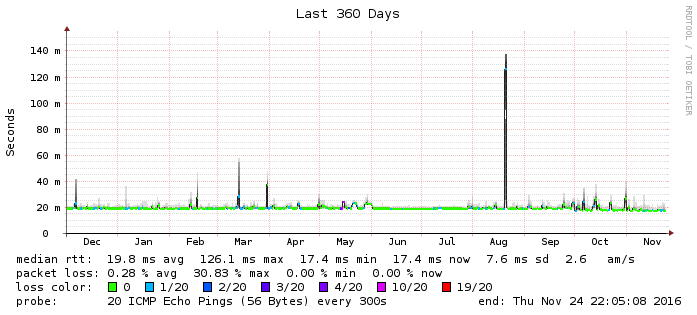 Last 360 Days
RRDTOOL / TOBI OETIKER
Seconds
140 m
120 m
100 m
80 m
60 m
40 m
20 m
0
Dec Jan Feb Mar Apr May Jun Jul Aug Sep Oct Nov
median rtt: 19.8 ms avg 126.1 ms max 17.4 ms min 17.4 ms now 7.6 ms sd 2.6 am/s
packet loss: 0.28 % avg 30.83 % max 0.00 % min 0.00 % now
loss color: 0 1/20 2/20 3/20 4/20 10/20 19/20
probe: 20 ICMP Echo Pings (56 Bytes) every 300s end: Thu Nov 24 22:05:08 2016